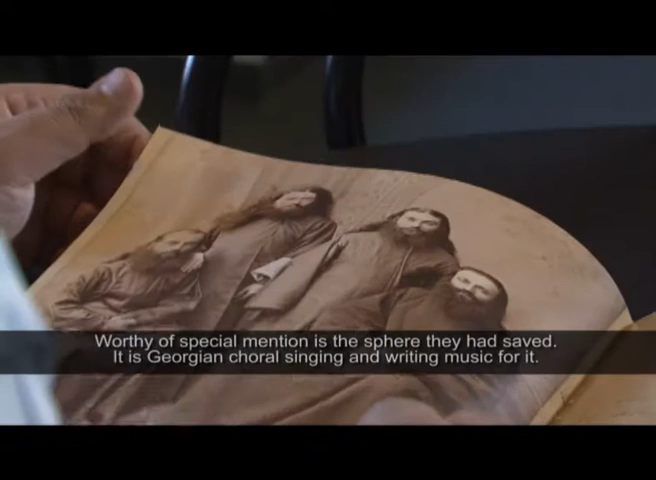 Worthy of special mention is the sphere they had saved.
It is Georgian choral singing and writing music for it.